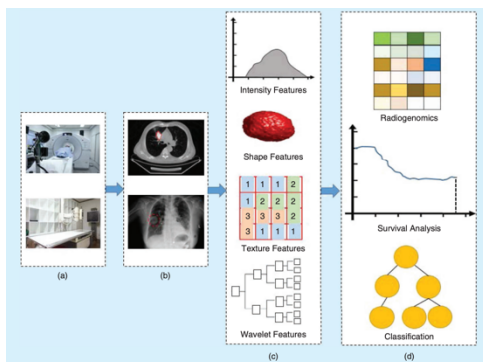 Intensity Features
Shape Features
1 1 1 2
1 2 2 2
3 3 3 2
3 1 1 1
Texture Features
Wavelet Features
Radiogenomics
Survival Analysis
Classification
(a)
(b)
(c)
(d)